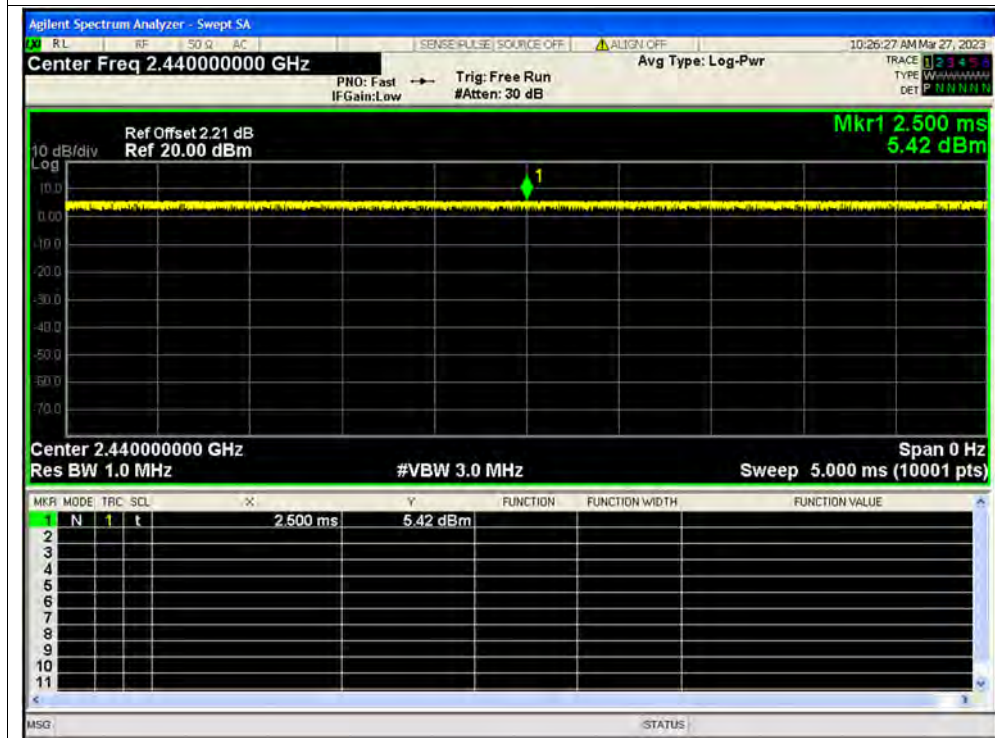 Agilent Spectrum Analyzer - Swept SA
RL RF 50 Ω AC SENSE:PULSE SOURCE OFF ALIGN OFF 10:26:27 AM Mar 27, 2023
Center Freq 2.440000000 GHz
Avg Type: Log-Pwr
TRACE 1 2 3 4 5 6
PNO: Fast Trig: Free Run
TYPE W
IFGain:Low #Atten: 30 dB
DET P N N N N N
Mkr1 2.500 ms
Ref Offset 2.21 dB
5.42 dBm
10 dB/div Ref 20.00 dBm
Log
1
10.0
0.00
-10.0
-20.0
-30.0
-40.0
-50.0
-60.0
-70.0
Center 2.440000000 GHz Span 0 Hz
Res BW 1.0 MHz #VBW 3.0 MHz Sweep 5.000 ms (10001 pts)
MKR MODE TRC SCL X Y FUNCTION FUNCTION WIDTH FUNCTION VALUE
1 N 1 t 2.500 ms 5.42 dBm
2
3
4
5
6
7
8
9
10
11
MSG STATUS